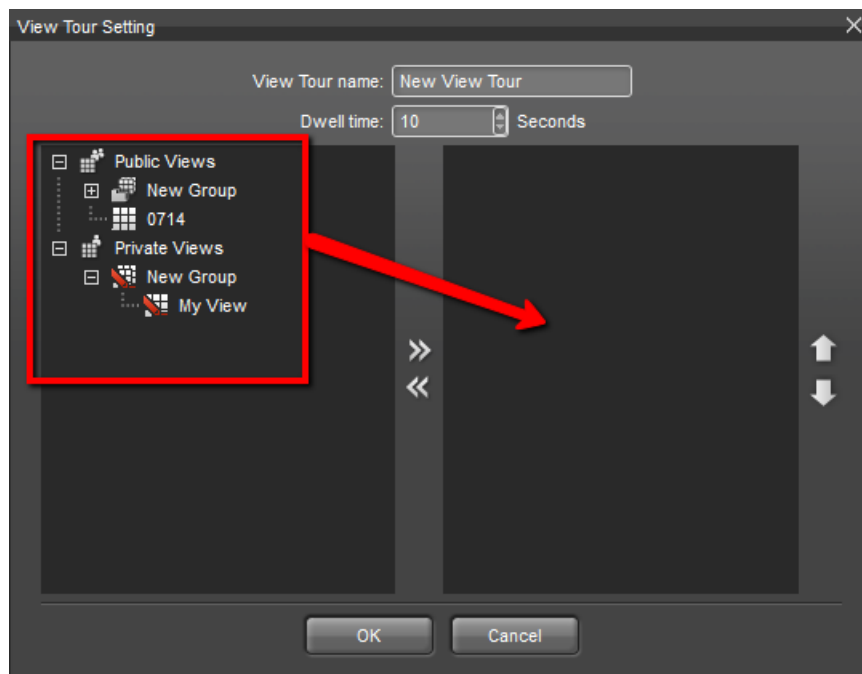 View Tour Setting
View Tour name: New View Tour
Dwell time: 10 Seconds
Public Views
New Group
0714
Private Views
New Group
My View
OK Cancel